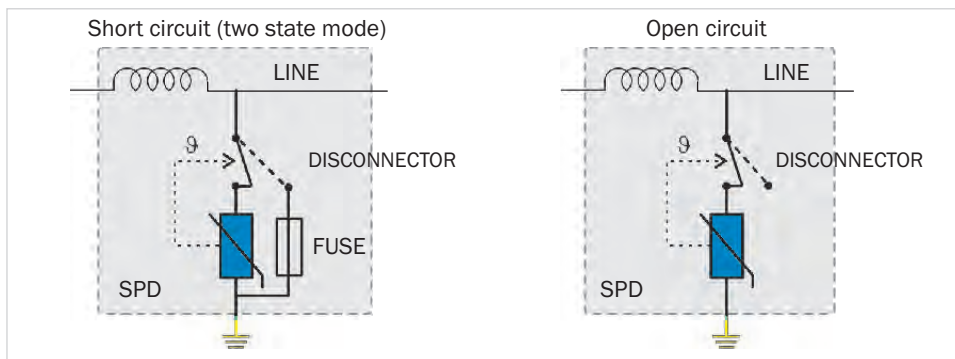 Short circuit (two state mode)
LINE
ϑ
DISCONNECTOR
FUSE
SPD
Open circuit
LINE
ϑ
DISCONNECTOR
SPD